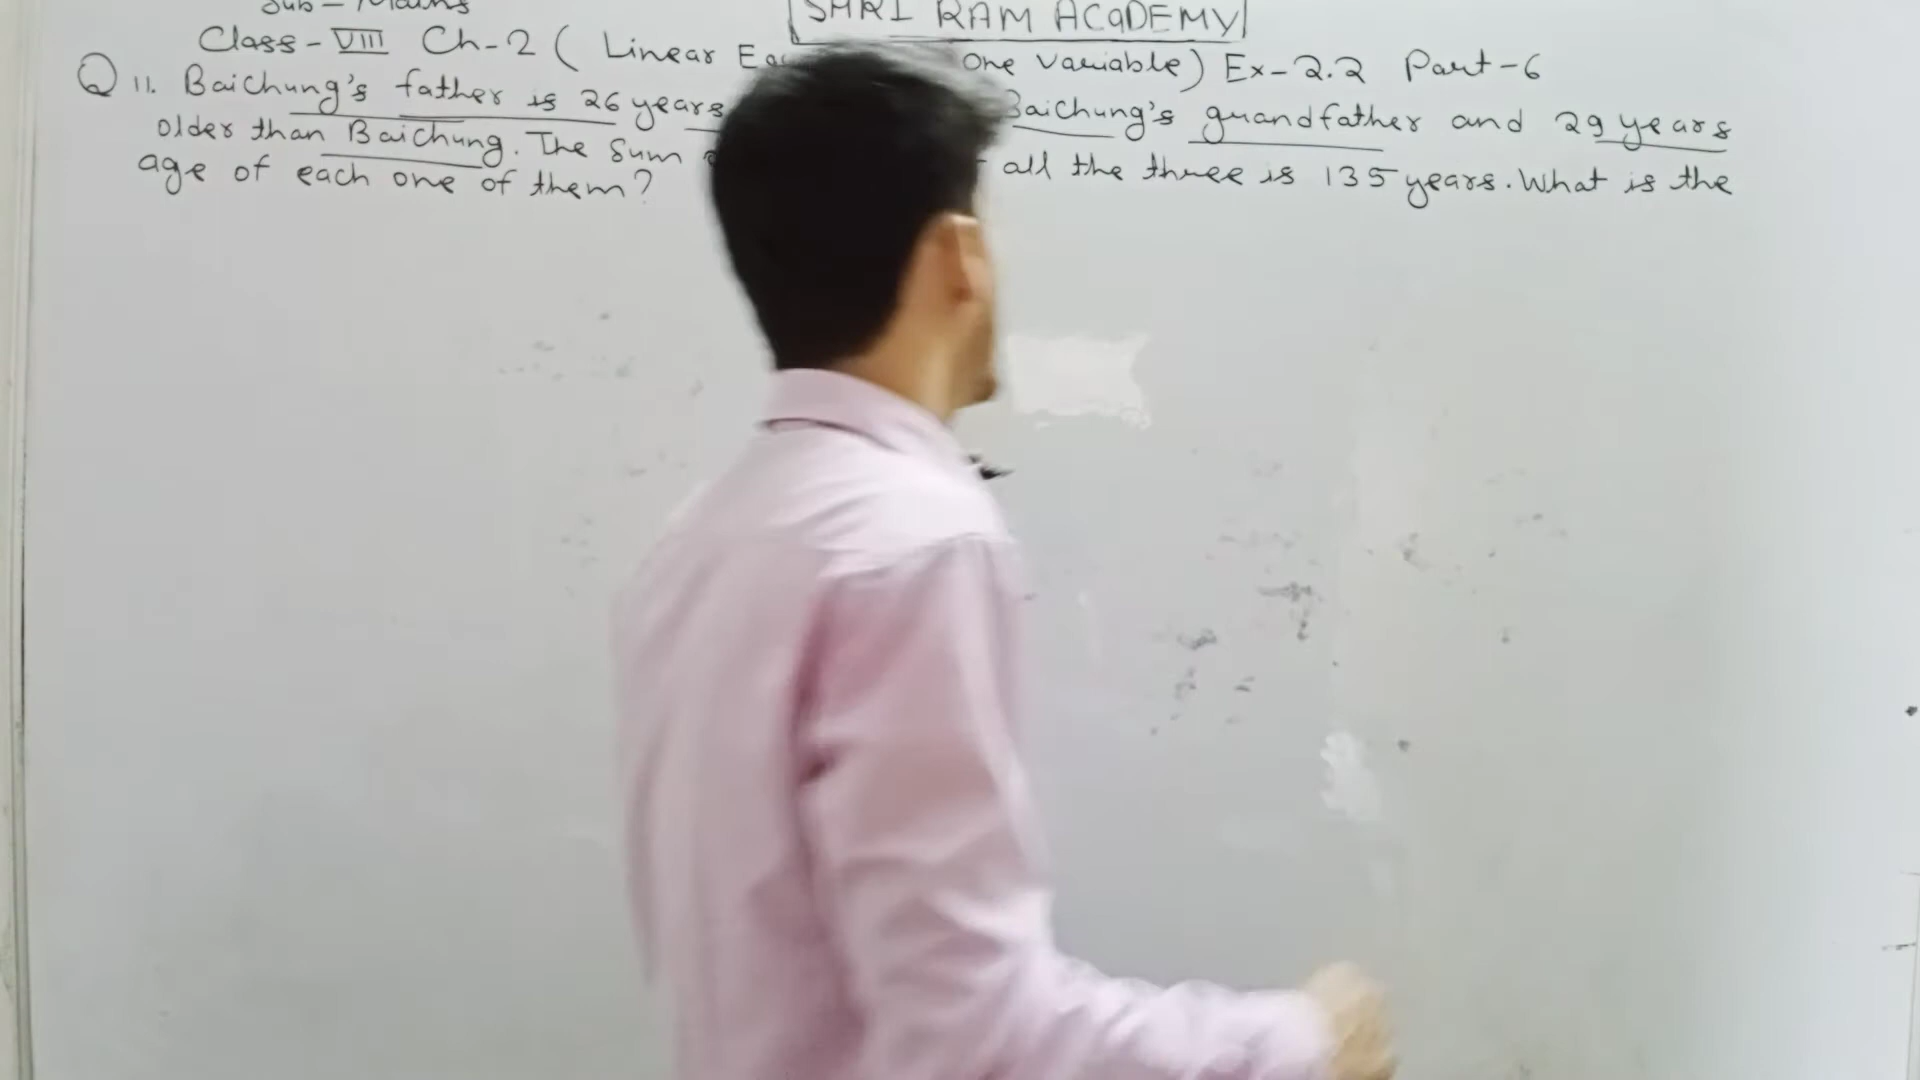 Sub - Maths
SHRI RAM ACADEMY
Class - VIII Ch-2 ( Linear One Variable) Ex-2.2 Part-6
Q 11. Baichung's father is 26 years Baichung's grandfather and 29 years
older than Baichung. The Sum all the three is 135 years. What is the
age of each one of them?